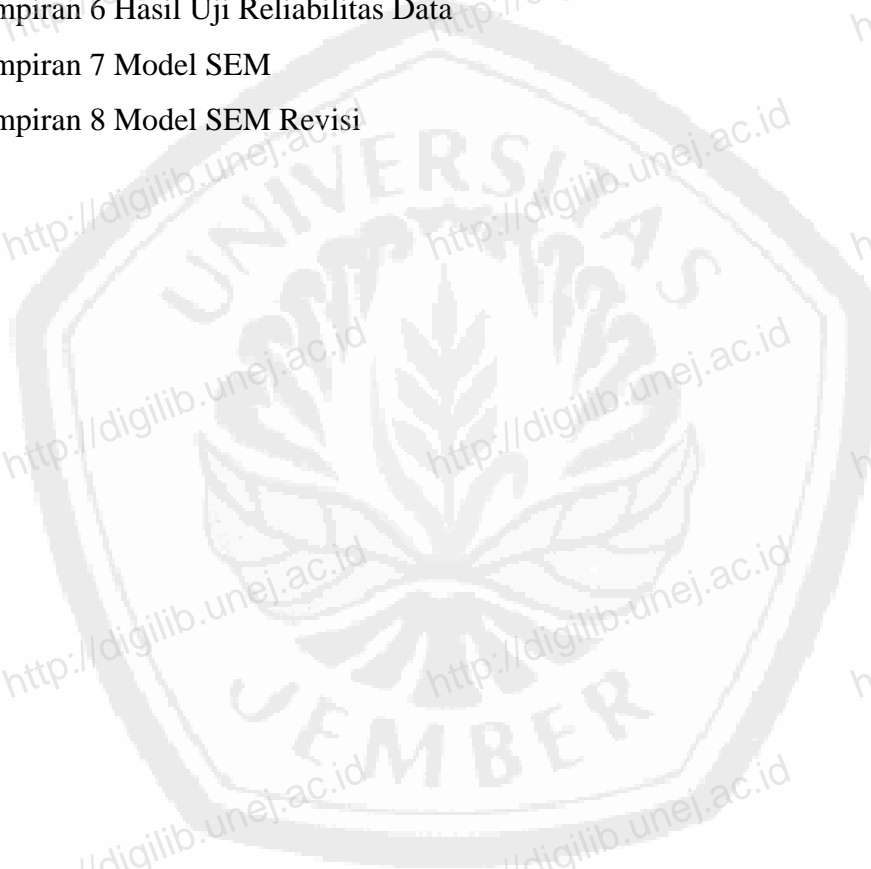 mpiran 6 Hasil Uji Reliabilitas Data
mpiran 7 Model SEM
mpiran 8 Model SEM Revisi
UNIVERSITAS
http://digilib.unej.ac.id
http://digilib.unej.ac.id
http://digilib.unej.ac.id
http://digilib.unej.ac.id
http://digilib.unej.ac.id
http://digilib.unej.ac.id
JEMBER
//digilib.unej.ac.id
//digilib.unej.ac.id